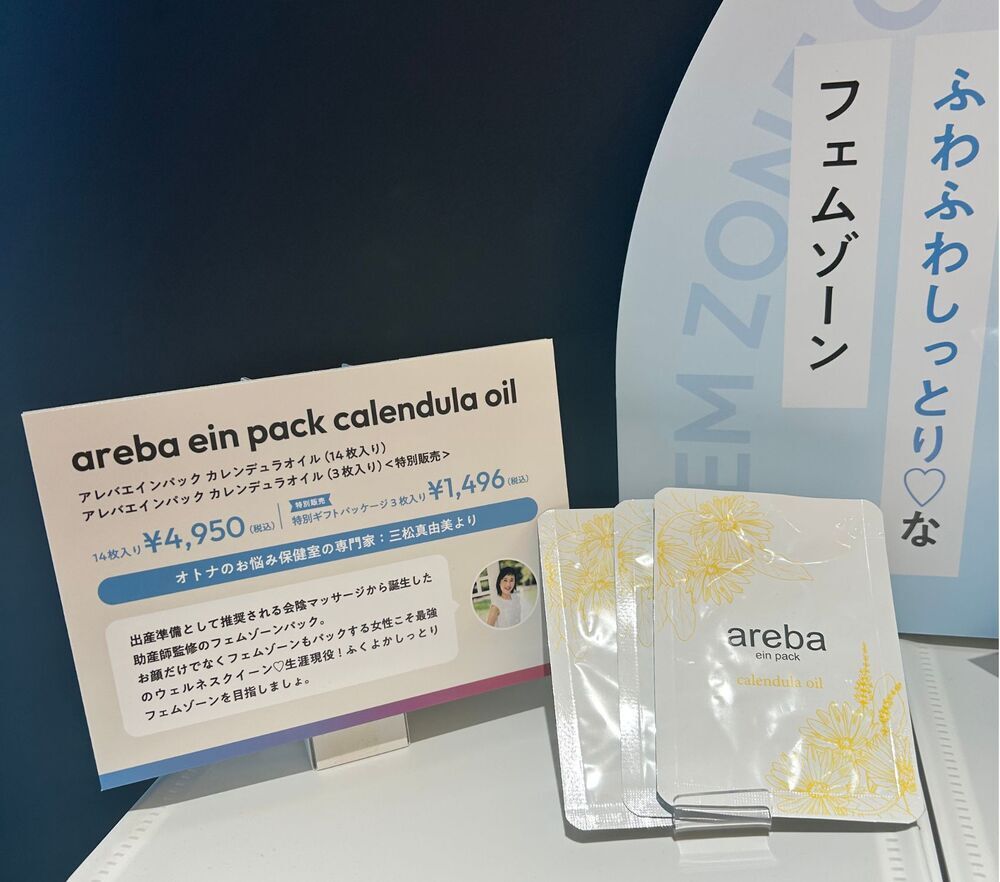 areba ein pack calendula oil
アレバエインパック カレンデュラオイル(14枚入り)
アレバエインパック カレンデュラオイル(3枚入り)<特別販売>
14枚入り ¥4,950(税込)
特別販売
特別ギフトパッケージ3枚入り ¥1,496(税込)
オトナのお悩み保健室の専門家:三松真由美より
出産準備として推奨される会陰マッサージから誕生した
助産師監修のフェムゾーンパック。
お顔だけでなくフェムゾーンもパックする女性こそ最強
のウェルネスクイーン♡生涯現役!ふくよかしっとり
フェムゾーンを目指しましょ。
ふわふわしっとり♡な
フェムゾーン
EM ZON
areba
ein pack
calendula oil